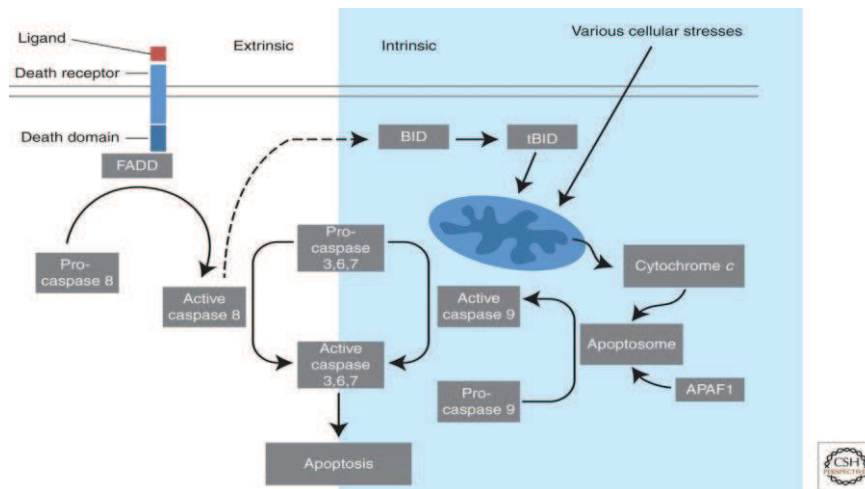 Ligand
Extrinsic
Intrinsic
Various cellular stresses
Death receptor
Death domain
FADD
BID
tBID
Pro-
caspase 8
Active
caspase 8
Pro-
caspase
3,6,7
Active
caspase
3,6,7
Apoptosis
Active
caspase 9
Pro-
caspase 9
Cytochrome c
Apoptosome
APAF1
CSH
PERSPECTIVES